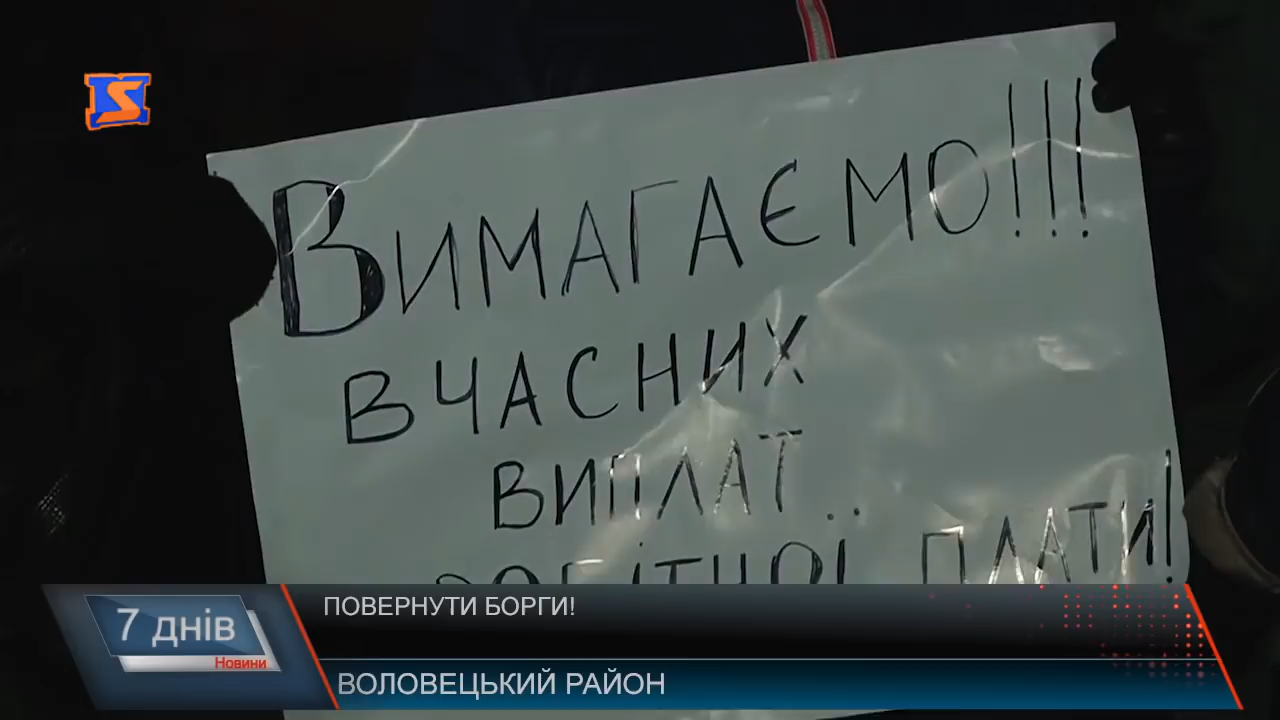 ВИМАГАЄМО!!!
ВЧАСНИХ
ВИПЛАТ
ПЛАТИ!
ПОВЕРНУТИ БОРГИ!
7 днів
Новини
ВОЛОВЕЦЬКИЙ РАЙОН